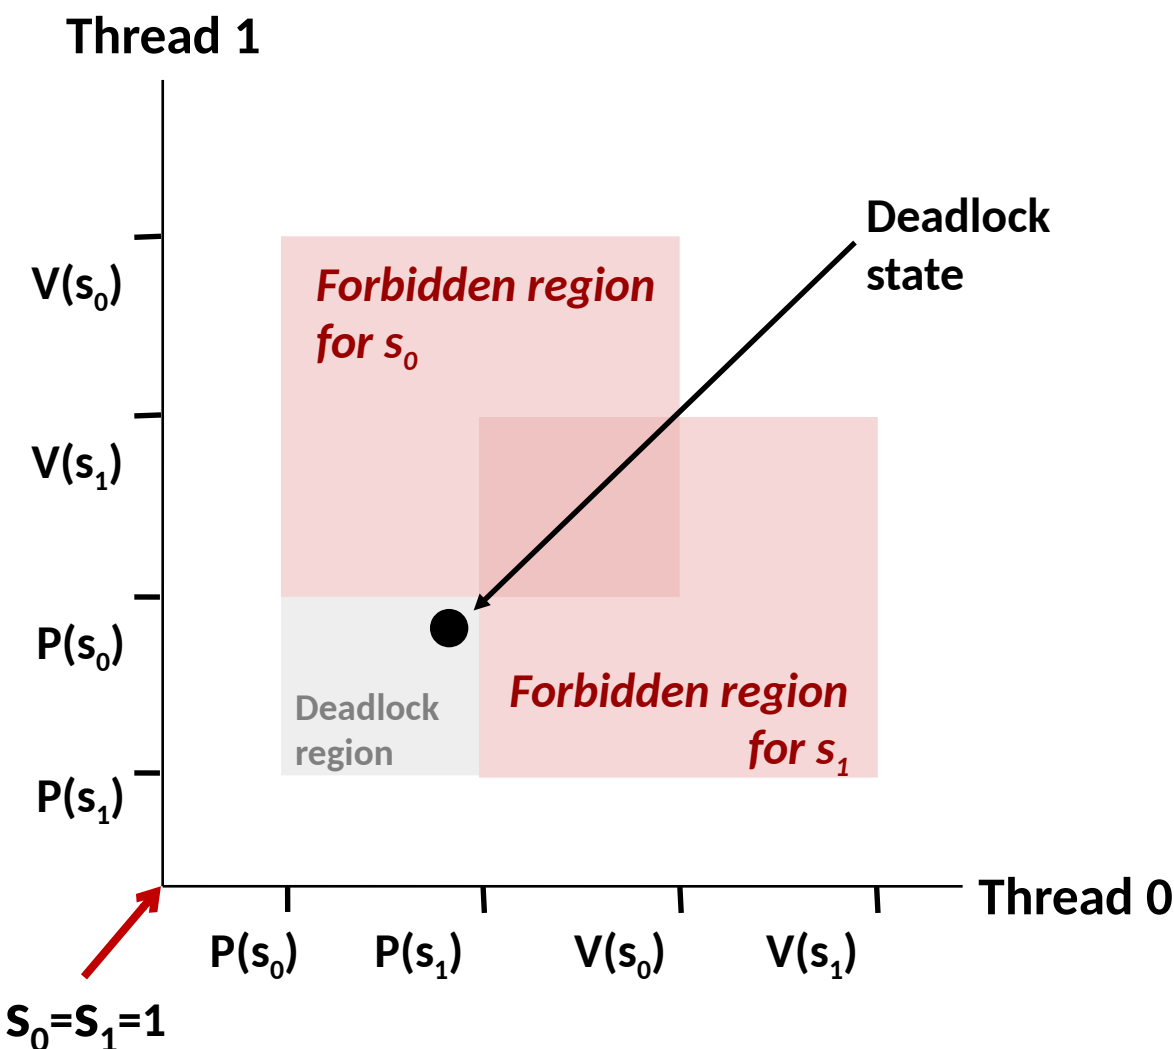 Thread 1
Deadlock
state
V(s₀)
Forbidden region
for s₀
V(s₁)
P(s₀)
Forbidden region
for s₁
Deadlock
region
P(s₁)
Thread 0
P(s₀) P(s₁) V(s₀) V(s₁)
s₀=s₁=1